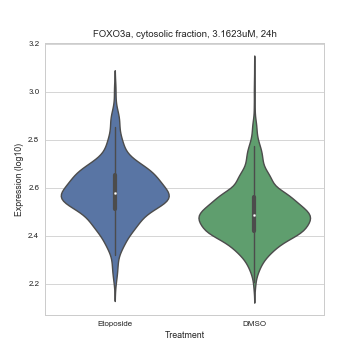 FOXO3a, cytosolic fraction, 3.1623uM, 24h
3.2
3.0
2.8
2.6
2.4
2.2
Expression (log10)
Etoposide
DMSO
Treatment